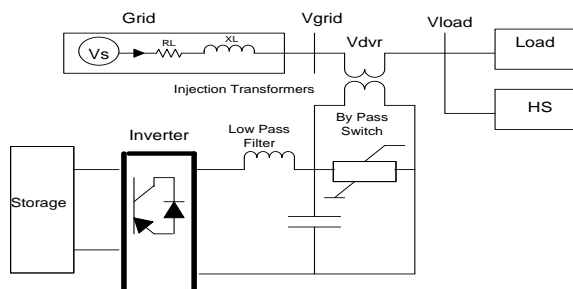 Grid
Vgrid
Vload
Vs
RL
XL
Vdvr
Load
Injection Transformers
HS
By Pass
Switch
Low Pass
Filter
Inverter
Storage